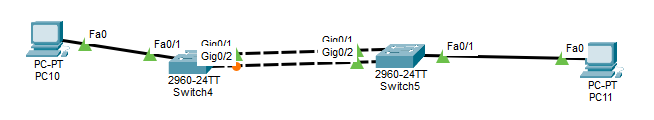 Fa0
PC-PT
PC10
Fa0/1
Gig0/1
Gig0/2
2960-24TT
Switch4
Gig0/1
Gig0/2
2960-24TT
Switch5
Fa0/1
Fa0
PC-PT
PC11